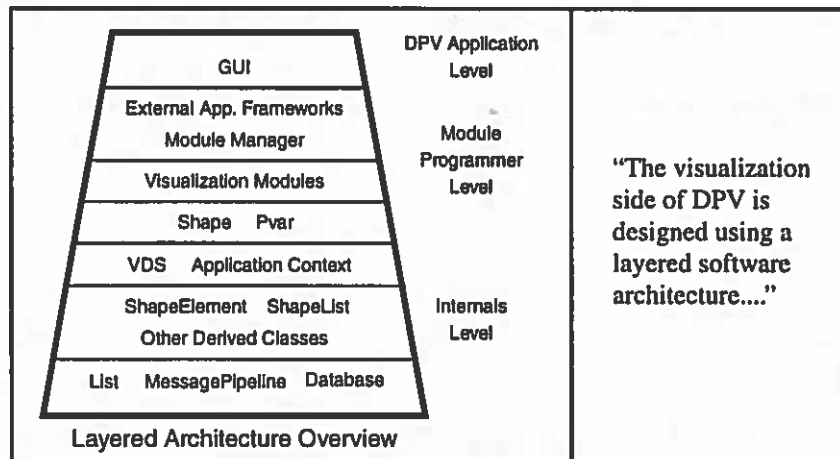 GUI
External App. Frameworks
Module Manager
Visualization Modules
Shape Pvar
VDS Application Context
ShapeElement ShapeList
Other Derived Classes
List MessagePipeline Database
Layered Architecture Overview
DPV Application
Level
Module
Programmer
Level
Internals
Level
“The visualization
side of DPV is
designed using a
layered software
architecture....”